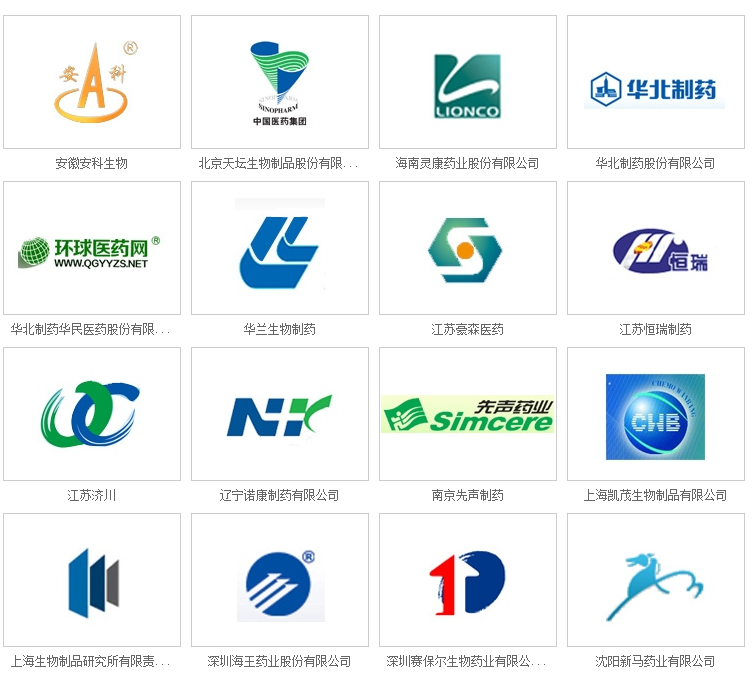 安 科 ®
A
SINOPHARM
中国医药集团
LIONCO
华北制药
安徽安科生物
北京天坛生物制品股份有限...
海南灵康药业股份有限公司
华北制药股份有限公司
环球医药网®
WWW.QGYYZS.NET
恒瑞
华北制药华民医药股份有限...
华兰生物制药
江苏豪森医药
江苏恒瑞制药
NK
先声药业
Simcere
CHEMO WANBANG
CWB
江苏济川
辽宁诺康制药有限公司
南京先声制药
上海凯茂生物制品有限公司
®
上海生物制品研究所有限责...
深圳海王药业股份有限公司
深圳赛保尔生物药业有限公...
沈阳新马药业有限公司